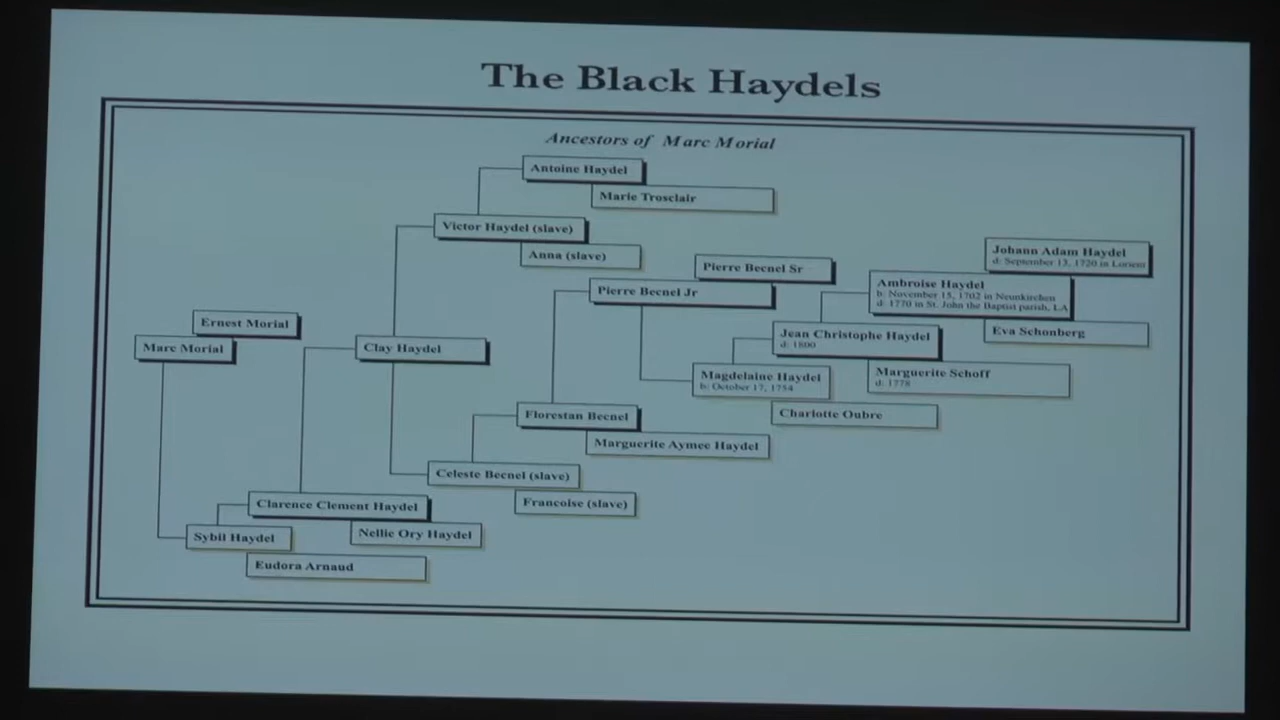 The Black Haydels
Ancestors of Marc Morial
Antoine Haydel
Marie Trosclair
Victor Haydel (slave)
Anna (slave)
Johann Adam Haydel
d: September 13, 1720 in Lorient
Pierre Becnel Sr
Ambroise Haydel
b: November 15, 1702 in Neunkirchen
d: 1770 in St. John the Baptist parish, LA
Pierre Becnel Jr
Eva Schonberg
Ernest Morial
Marc Morial
Clay Haydel
Jean Christophe Haydel
d: 1800
Magdelaine Haydel
b: October 17, 1754
Marguerite Schoff
d: 1778
Charlotte Oubre
Florestan Becnel
Marguerite Aymee Haydel
Celeste Becnel (slave)
Francoise (slave)
Clarence Clement Haydel
Nellie Ory Haydel
Sybil Haydel
Eudora Arnaud